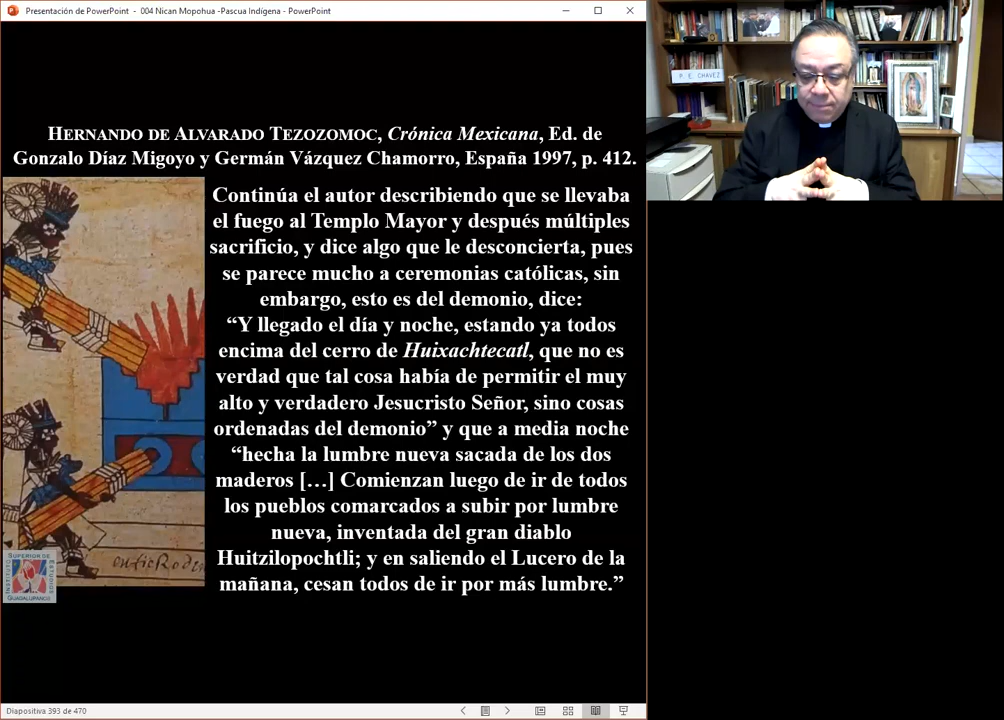 Presentación de PowerPoint - 004 Nican Mopohua -Pascua Indígena - PowerPoint
HERNANDO DE ALVARADO TEZOZOMOC, Crónica Mexicana, Ed. de
Gonzalo Díaz Migoyo y Germán Vázquez Chamorro, España 1997, p. 412.
Continúa el autor describiendo que se llevaba
el fuego al Templo Mayor y después múltiples
sacrificio, y dice algo que le desconcierta, pues
se parece mucho a ceremonias católicas, sin
embargo, esto es del demonio, dice:
“Y llegado el día y noche, estando ya todos
encima del cerro de Huixachtecatl, que no es
verdad que tal cosa había de permitir el muy
alto y verdadero Jesucristo Señor, sino cosas
ordenadas del demonio” y que a media noche
“hecha la lumbre nueva sacada de los dos
maderos […] Comienzan luego de ir de todos
los pueblos comarcados a subir por lumbre
nueva, inventada del gran diablo
Huitzilopochtli; y en saliendo el Lucero de la
mañana, cesan todos de ir por más lumbre.”
SUPERIOR DE
ESTUDIOS
GUADALUPANOS
INSTITUTO
P. E. CHAVEZ
Diapositiva 393 de 470